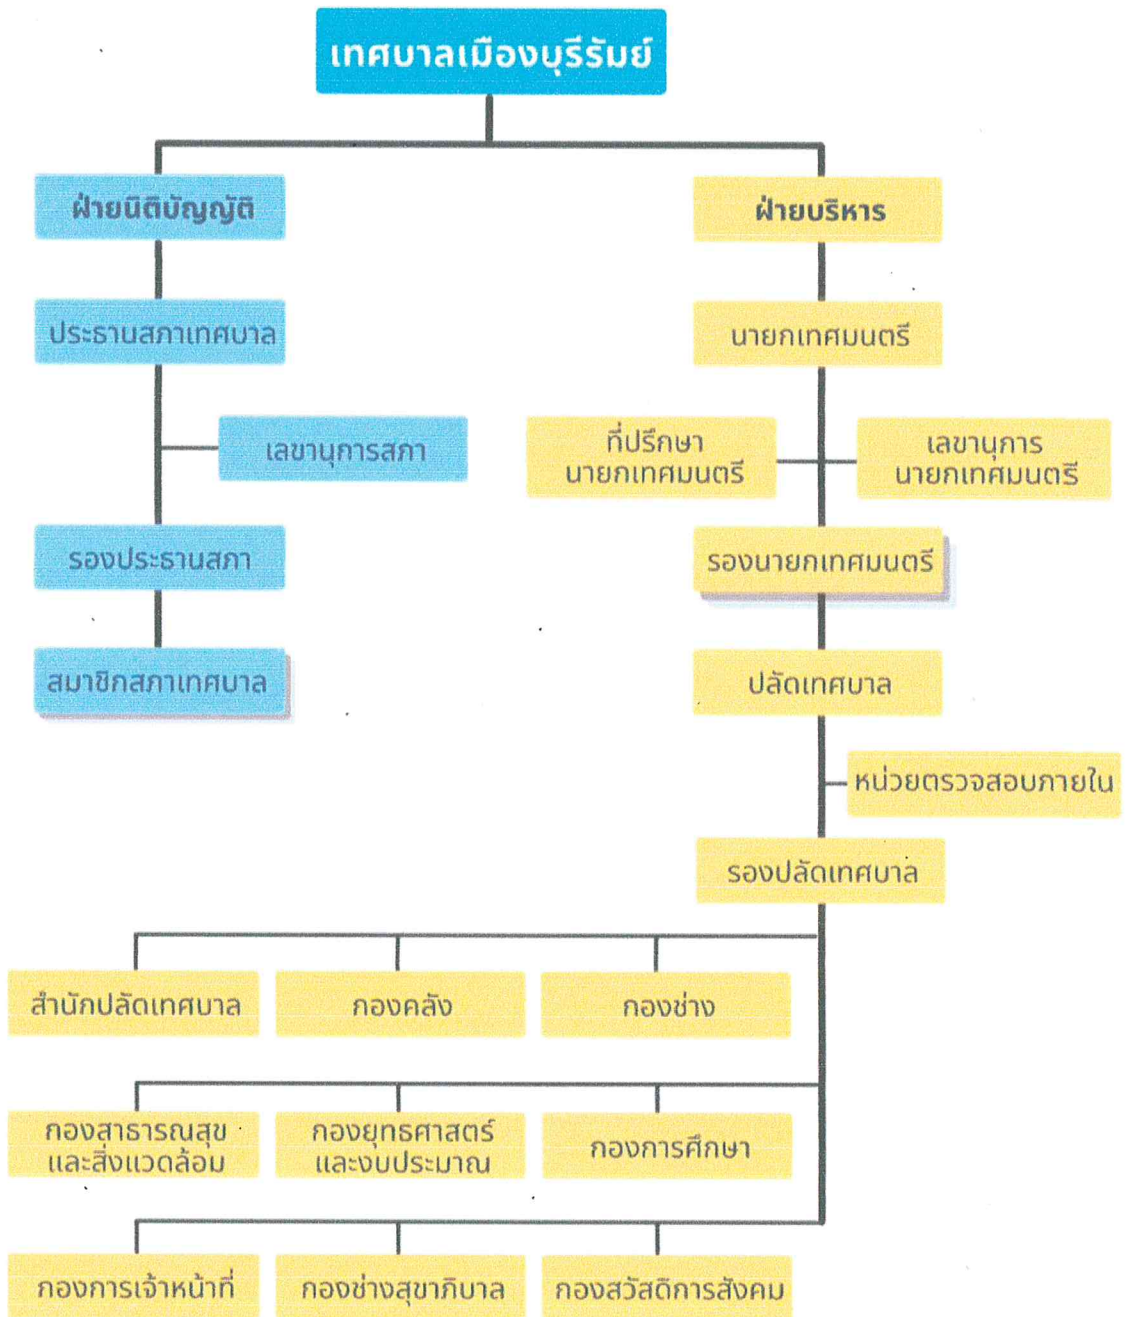 เทศบาลเมืองบุรีรัมย์
ฝ่ายนิติบัญญัติ
ฝ่ายบริหาร
ประธานสภาเทศบาล
นายกเทศมนตรี
เลขานุการสภา
ที่ปรึกษา
นายกเทศมนตรี
เลขานุการ
นายกเทศมนตรี
รองประธานสภา
รองนายกเทศมนตรี
สมาชิกสภาเทศบาล
ปลัดเทศบาล
หน่วยตรวจสอบภายใน
รองปลัดเทศบาล
สำนักปลัดเทศบาล
กองคลัง
กองช่าง
กองสาธารณสุข
และสิ่งแวดล้อม
กองยุทธศาสตร์
และงบประมาณ
กองการศึกษา
กองการเจ้าหน้าที่
กองช่างสุขาภิบาล
กองสวัสดิการสังคม